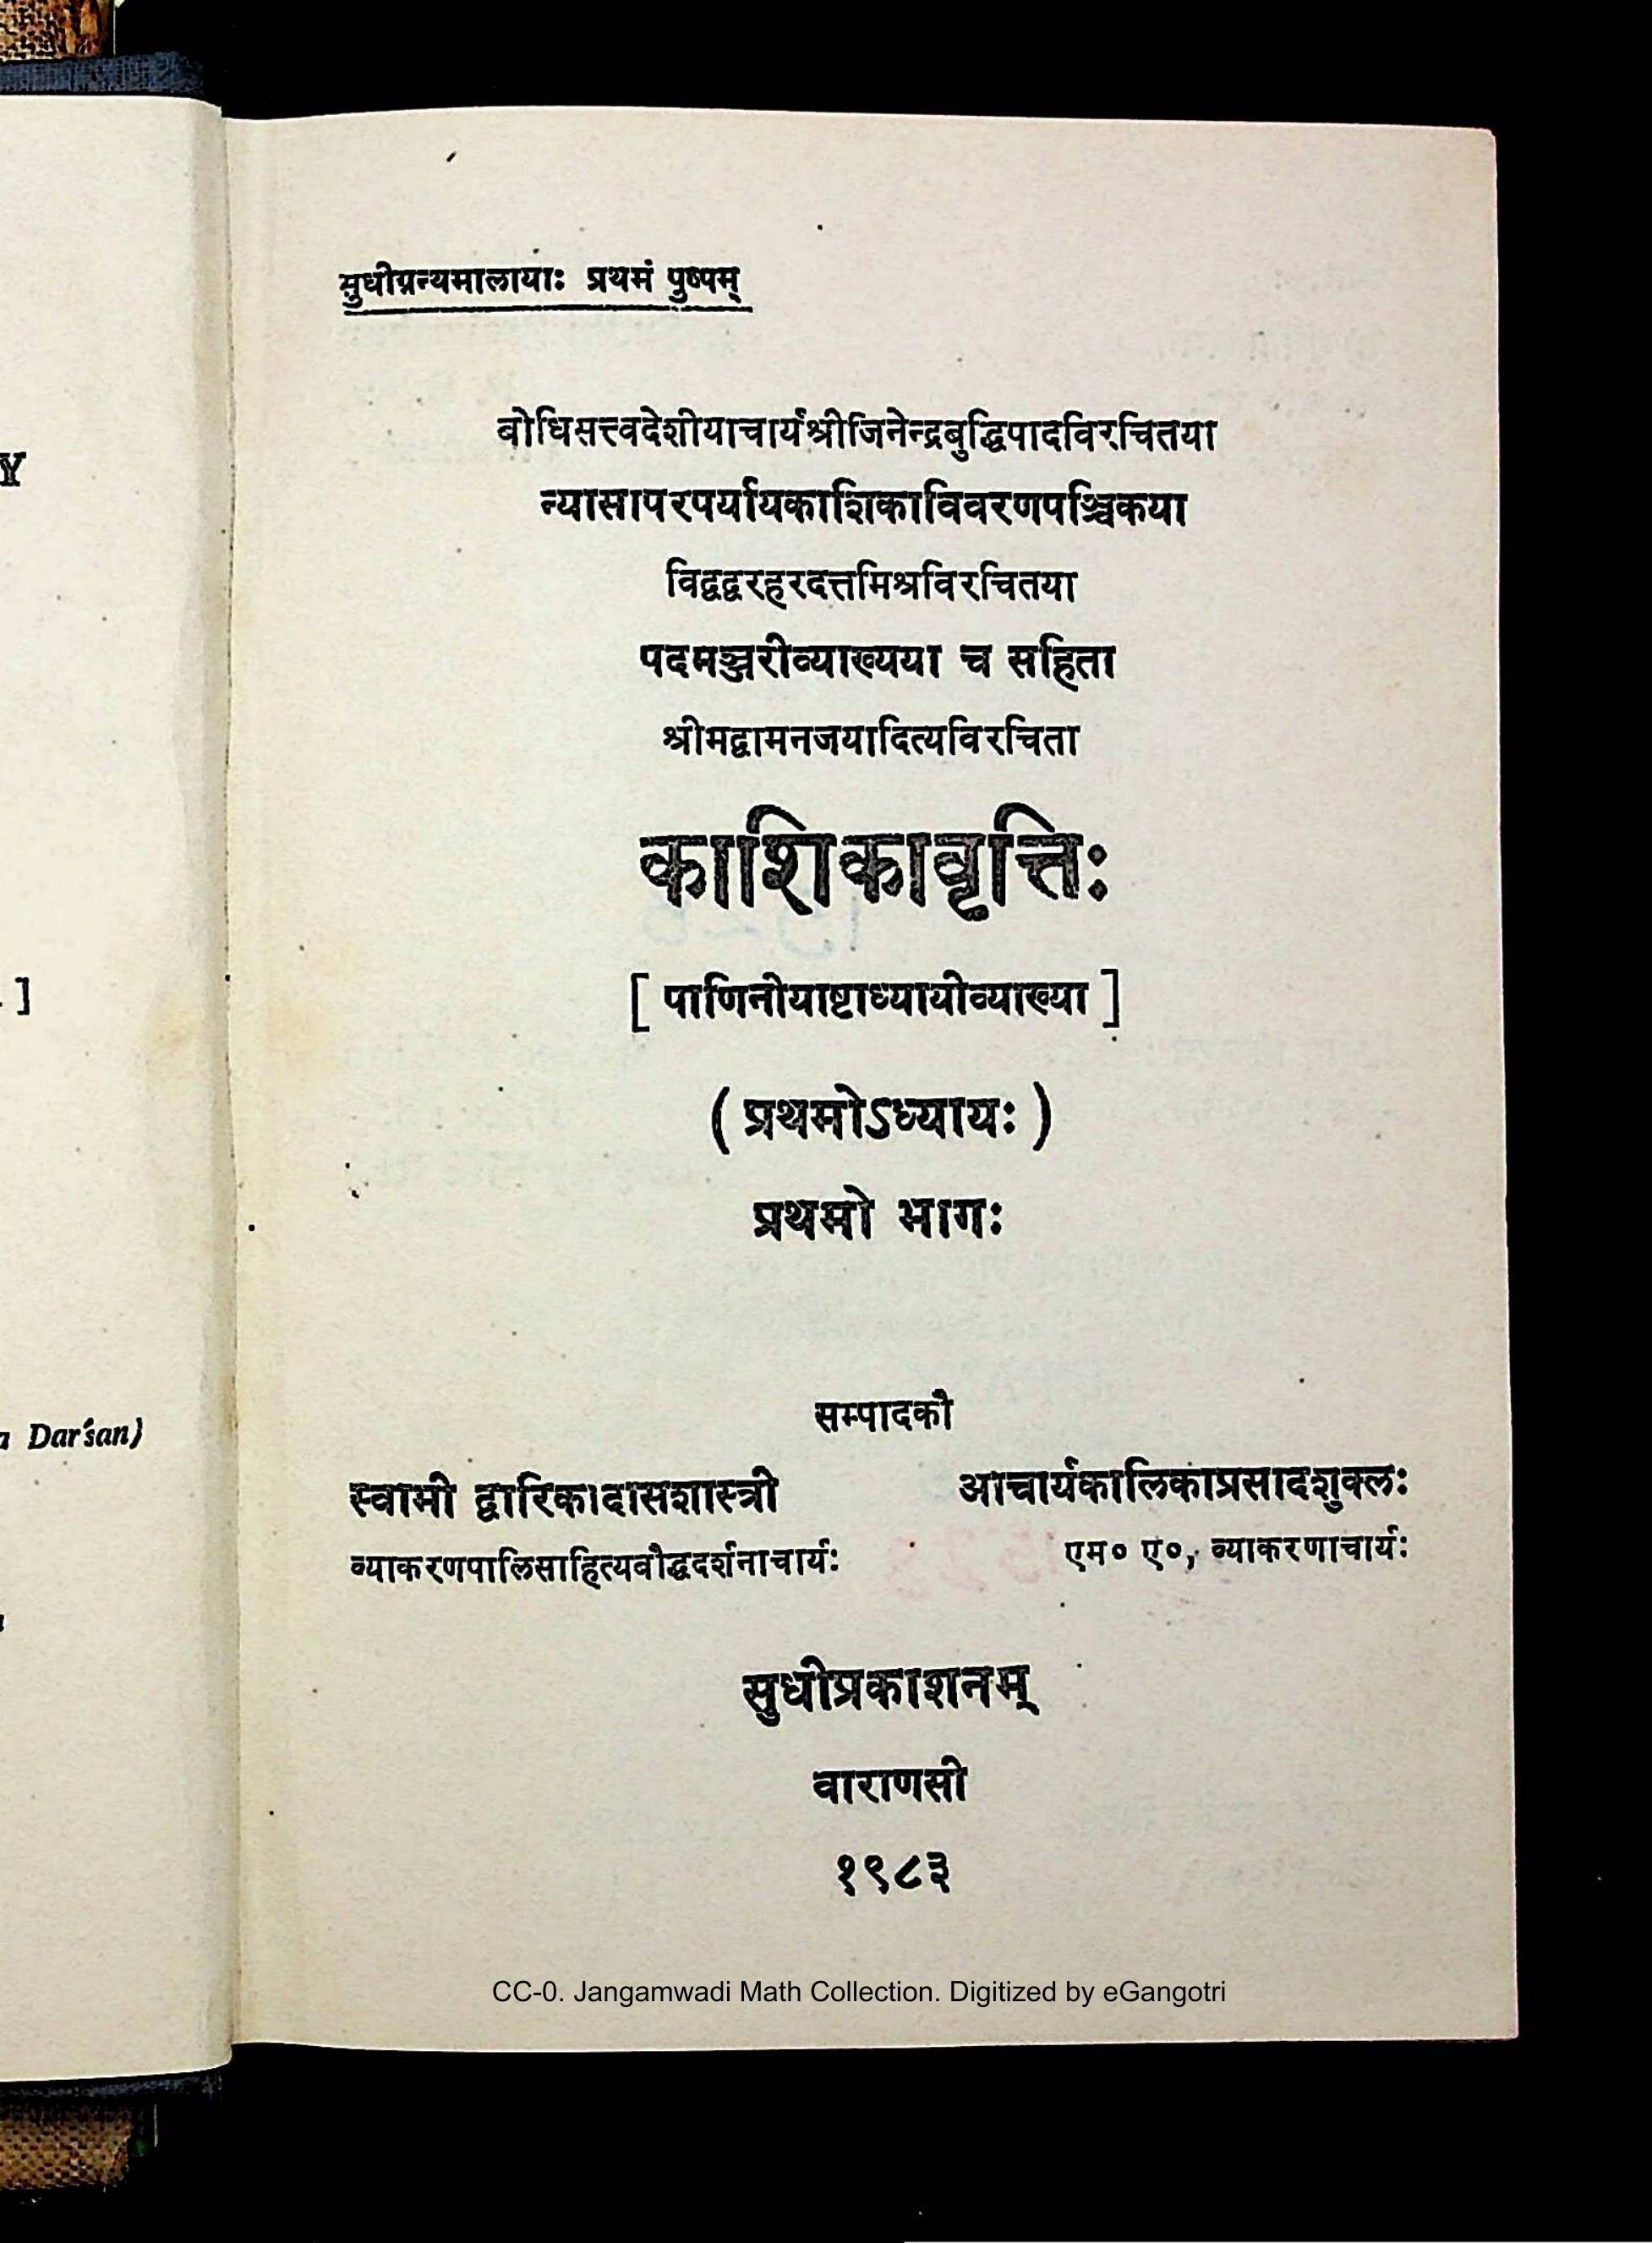 सुधीग्रन्थमालायाः प्रथमं पुष्पम्
बोधिसत्त्वदेशीयाचार्यश्रीजिनेन्द्रबुद्धिपादविरचितया
न्यासापरपर्यायकाशिकाविवरणपञ्चिकया
विद्वद्वरहरदत्तमिश्रविरचितया
पदमञ्जरीव्याख्यया च सहिता
श्रीमद्वामनजयादित्यविरचिता
काशिकावृत्तिः
[ पाणिनीयाष्टाध्यायीव्याख्या ]
( प्रथमोऽध्यायः )
प्रथमो भागः
सम्पादकौ
स्वामी द्वारिकादासशास्त्री
व्याकरणपालिसाहित्यबौद्धदर्शनाचार्यः
आचार्यकालिकाप्रसादशुक्लः
एम० ए०, व्याकरणाचार्यः
सुधीप्रकाशनम्
वाराणसी
१९८३
CC-0. Jangamwadi Math Collection. Digitized by eGangotri
Y
]
Darśan)